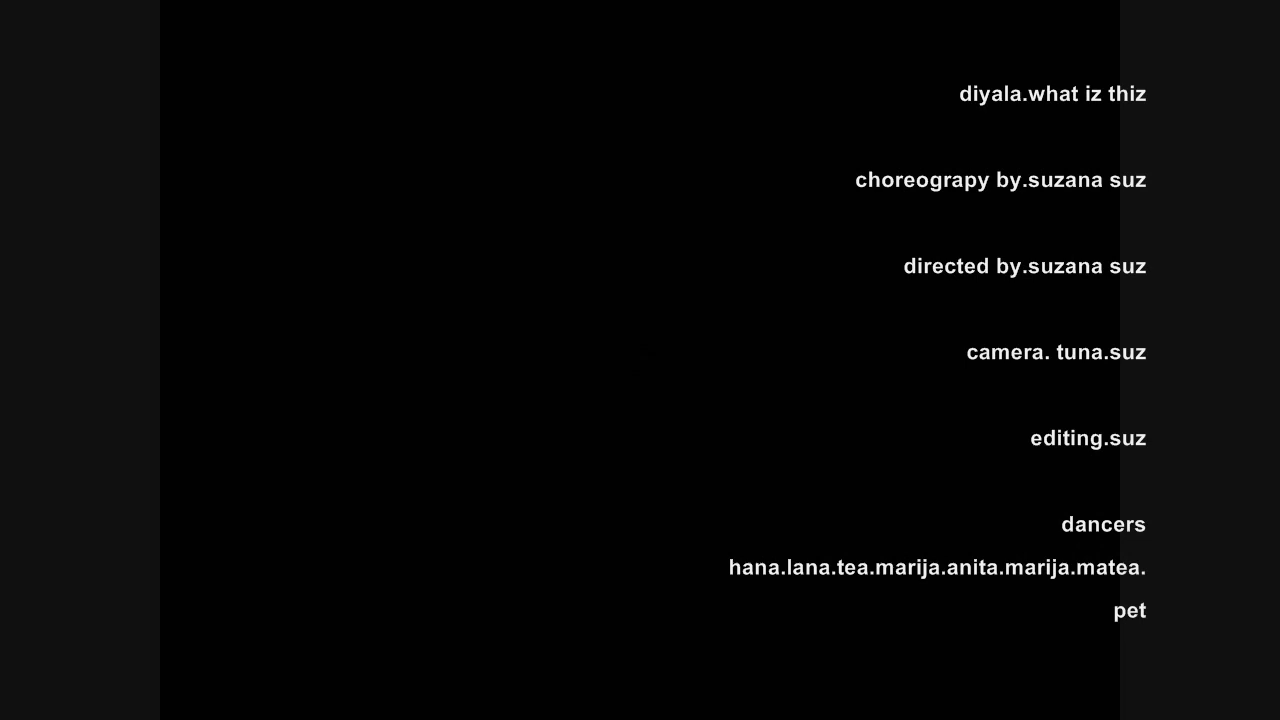 diyala.what iz thiz
choreograpy by.suzana suz
directed by.suzana suz
camera. tuna.suz
editing.suz
dancers
hana.lana.tea.marija.anita.marija.matea.
pet